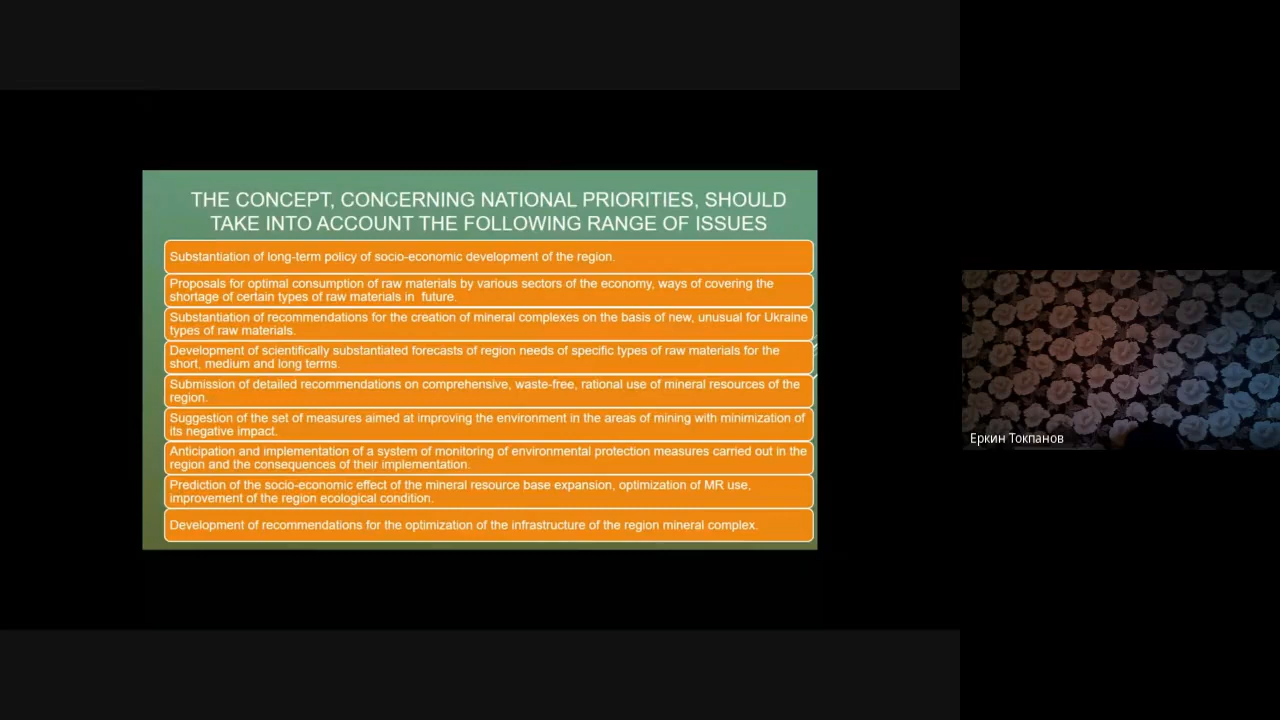 THE CONCEPT, CONCERNING NATIONAL PRIORITIES, SHOULD
TAKE INTO ACCOUNT THE FOLLOWING RANGE OF ISSUES
Substantiation of long-term policy of socio-economic development of the region.
Proposals for optimal consumption of raw materials by various sectors of the economy, ways of covering the
shortage of certain types of raw materials in future.
Substantiation of recommendations for the creation of mineral complexes on the basis of new, unusual for Ukraine
types of raw materials.
Development of scientifically substantiated forecasts of region needs of specific types of raw materials for the
short, medium and long terms.
Submission of detailed recommendations on comprehensive, waste-free, rational use of mineral resources of the
region.
Suggestion of the set of measures aimed at improving the environment in the areas of mining with minimization of
its negative impact.
Anticipation and implementation of a system of monitoring of environmental protection measures carried out in the
region and the consequences of their implementation.
Prediction of the socio-economic effect of the mineral resource base expansion, optimization of MR use,
improvement of the region ecological condition.
Development of recommendations for the optimization of the infrastructure of the region mineral complex.
Еркин Токпанов